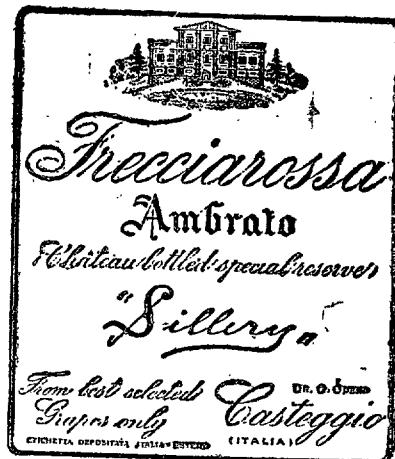 Frecciarossa
Ambrato
Château bottled special reserve
"Sillery"
From best selected
Grapes only
DR. O. ODERO
Casteggio
(ITALIA)
ETICHETTA DEPOSITATA ITALIA = ESTERO